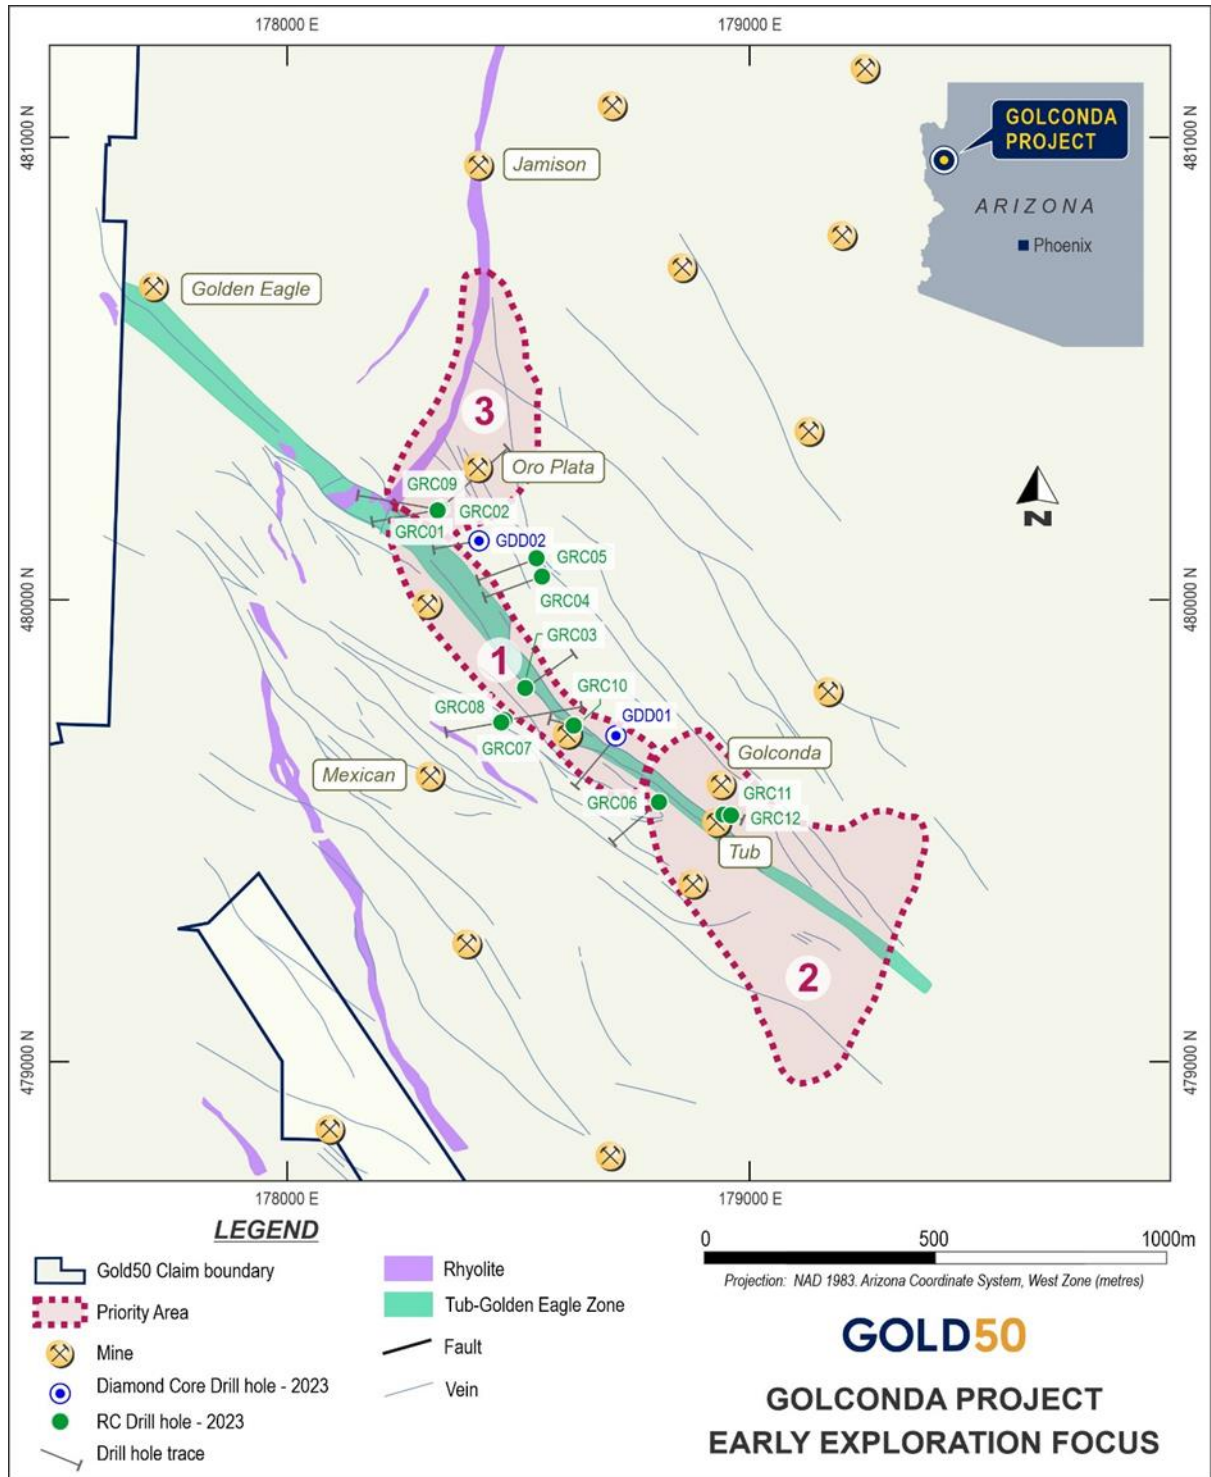 178000 E
179000 E
481000 N
481000 N
GOLCONDA
PROJECT
ARIZONA
Phoenix
Jamison
Golden Eagle
3
Oro Plata
GRC09
GRC02
GRC01
GDD02
GRC05
GRC04
N
480000 N
480000 N
GRC03
1
GRC10
GRC08
GDD01
GRC07
Golconda
Mexican
GRC11
GRC06
GRC12
Tub
2
479000 N
479000 N
178000 E
179000 E
LEGEND
Gold50 Claim boundary
Priority Area
Mine
Diamond Core Drill hole - 2023
RC Drill hole - 2023
Drill hole trace
Rhyolite
Tub-Golden Eagle Zone
Fault
Vein
0 500 1000m
Projection: NAD 1983. Arizona Coordinate System, West Zone (metres)
GOLD50
GOLCONDA PROJECT
EARLY EXPLORATION FOCUS